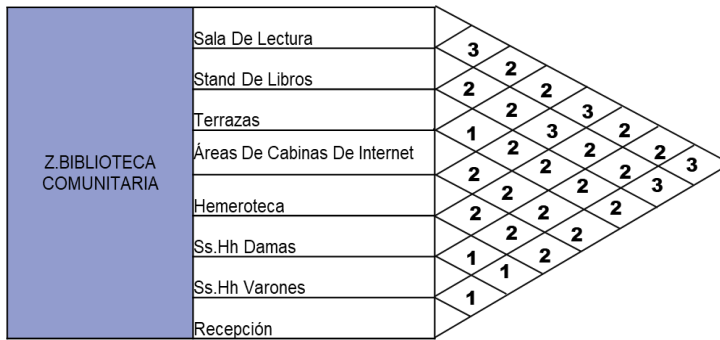 Sala De Lectura
3
2
Stand De Libros
2 2
2 3
Terrazas
1 3 2
2 2 2
Z.BIBLIOTECA
COMUNITARIA
Áreas De Cabinas De Internet
2 2 2 3
2 2 3
Hemeroteca
2 2 2
2 2
Ss.Hh Damas
1 2
1
Ss.Hh Varones
1
Recepción